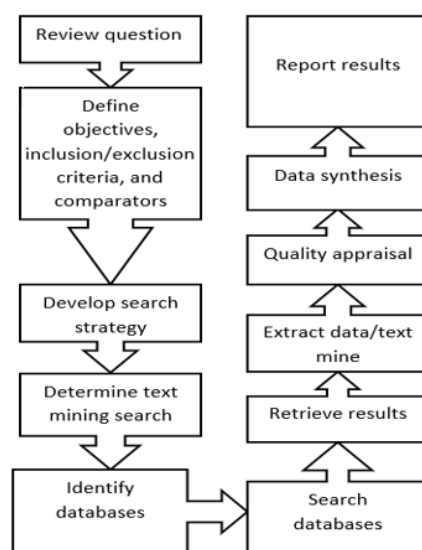 Review question
Define
objectives,
inclusion/exclusion
criteria, and
comparators
Develop search
strategy
Determine text
mining search
Identify
databases
Search
databases
Retrieve results
Extract data/text
mine
Quality appraisal
Data synthesis
Report results